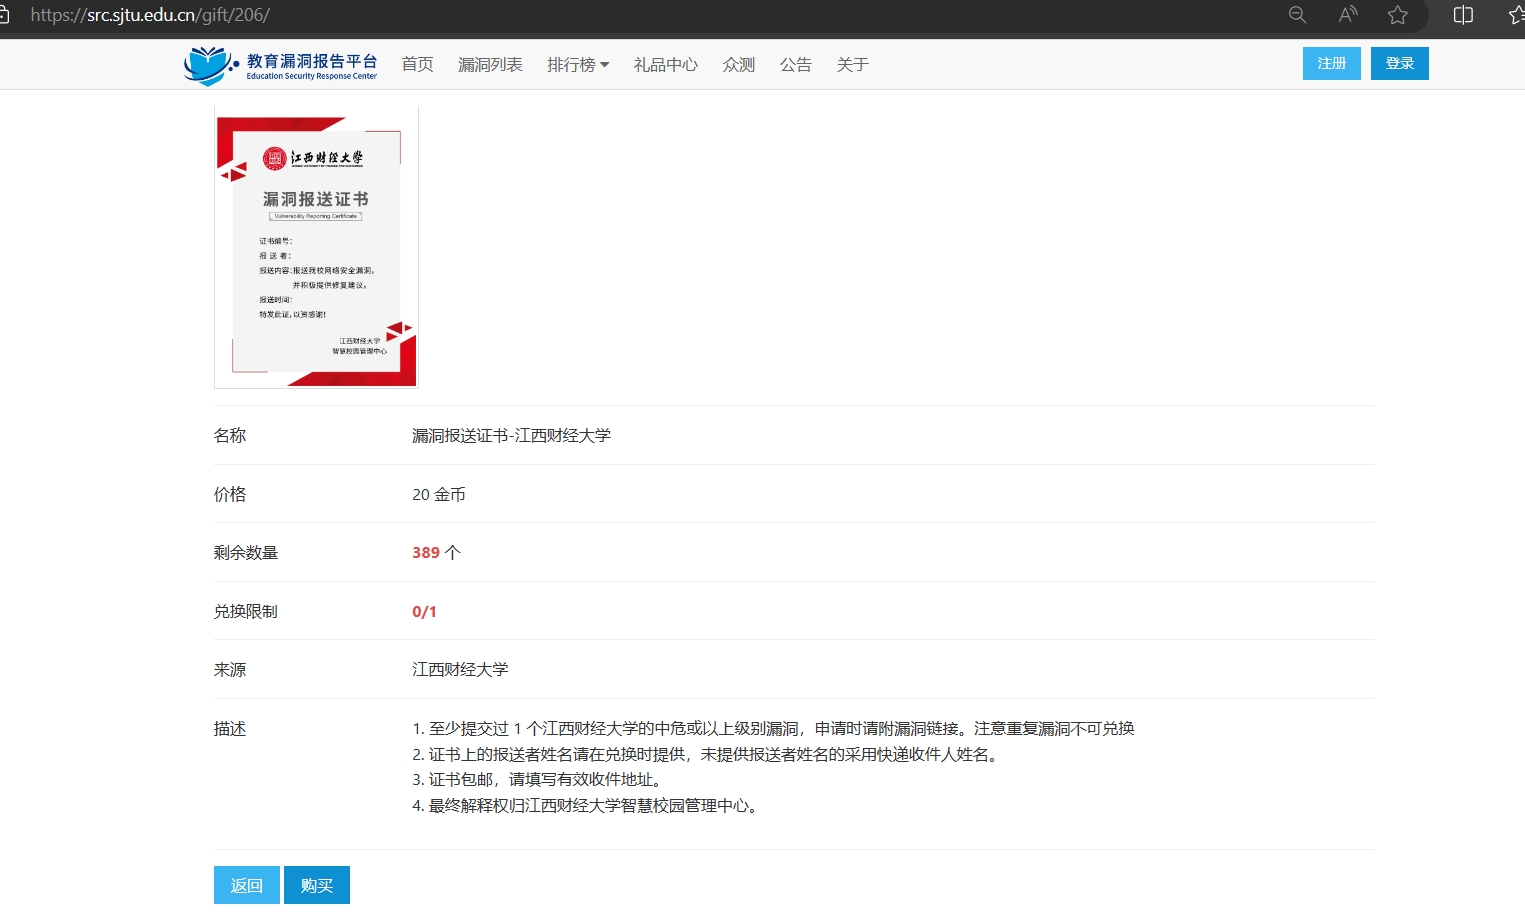 https://src.sjtu.edu.cn/gift/206/
教育漏洞报告平台
Education Security Response Center
首页 漏洞列表 排行榜 礼品中心 众测 公告 关于
注册 登录
江西财经大学
漏洞报送证书
Vulnerability Reporting Certificate
证书编号:
报 送 者:
报送内容:报送我校网络安全漏洞,
并积极提供修复建议。
报送时间:
特发此证,以资感谢!
江西财经大学
智慧校园管理中心
名称 漏洞报送证书-江西财经大学
价格 20 金币
剩余数量 389 个
兑换限制 0/1
来源 江西财经大学
描述 1. 至少提交过 1 个江西财经大学的中危或以上级别漏洞，申请时请附漏洞链接。注意重复漏洞不可兑换
2. 证书上的报送者姓名请在兑换时提供，未提供报送者姓名的采用快递收件人姓名。
3. 证书包邮，请填写有效收件地址。
4. 最终解释权归江西财经大学智慧校园管理中心。
返回 购买